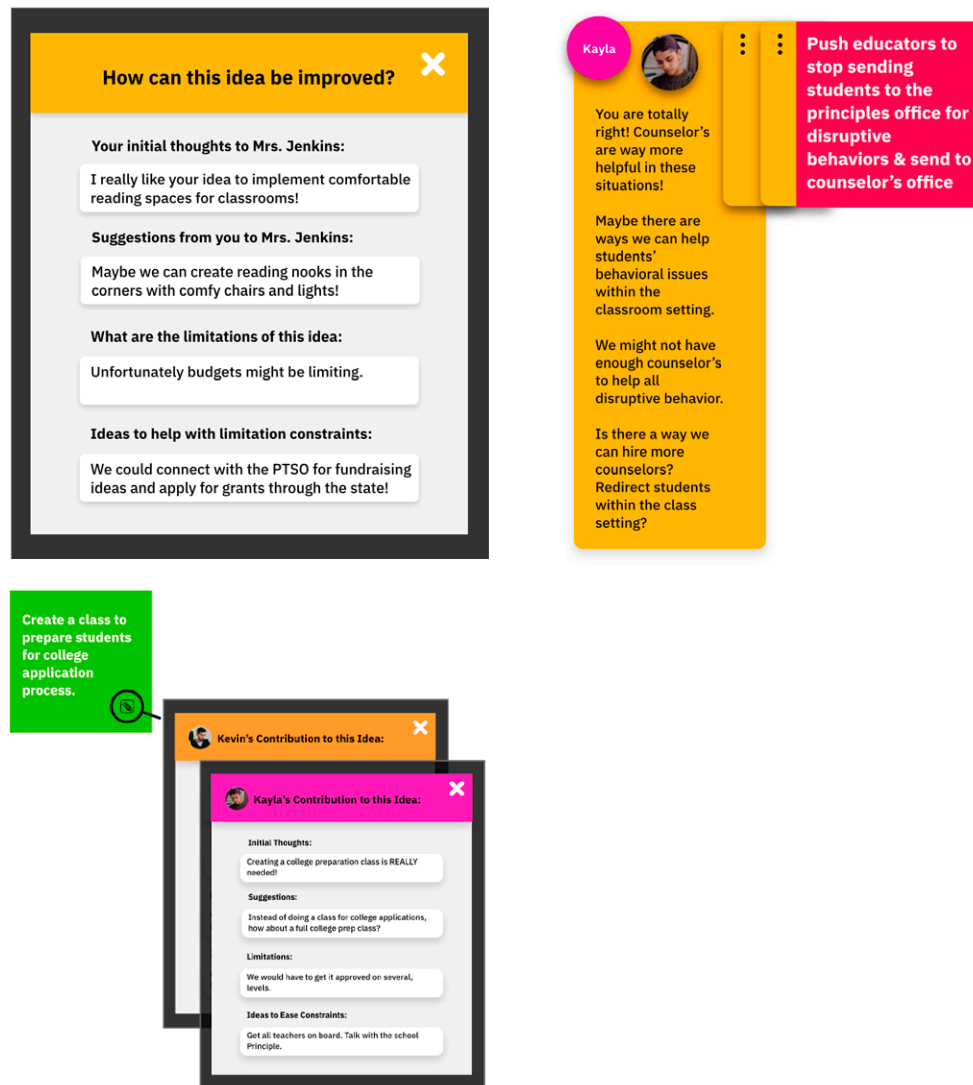 How can this idea be improved?
Your initial thoughts to Mrs. Jenkins:
I really like your idea to implement comfortable
reading spaces for classrooms!
Suggestions from you to Mrs. Jenkins:
Maybe we can create reading nooks in the
corners with comfy chairs and lights!
What are the limitations of this idea:
Unfortunately budgets might be limiting.
Ideas to help with limitation constraints:
We could connect with the PTSO for fundraising
ideas and apply for grants through the state!
Kayla
You are totally
right! Counselor's
are way more
helpful in these
situations!
Maybe there are
ways we can help
students'
behavioral issues
within the
classroom setting.
We might not have
enough counselor's
to help all
disruptive behavior.
Is there a way we
can hire more
counselors?
Redirect students
within the class
setting?
Push educators to
stop sending
students to the
principles office for
disruptive
behaviors & send to
counselor's office
Create a class to
prepare students
for college
application
process.
Kevin's Contribution to this Idea:
Kayla's Contribution to this Idea:
Initial Thoughts:
Creating a college preparation class is REALLY
needed!
Suggestions:
Instead of doing a class for college applications,
how about a full college prep class?
Limitations:
We would have to get it approved on several,
levels.
Ideas to Ease Constraints:
Get all teachers on board. Talk with the school
Principle.